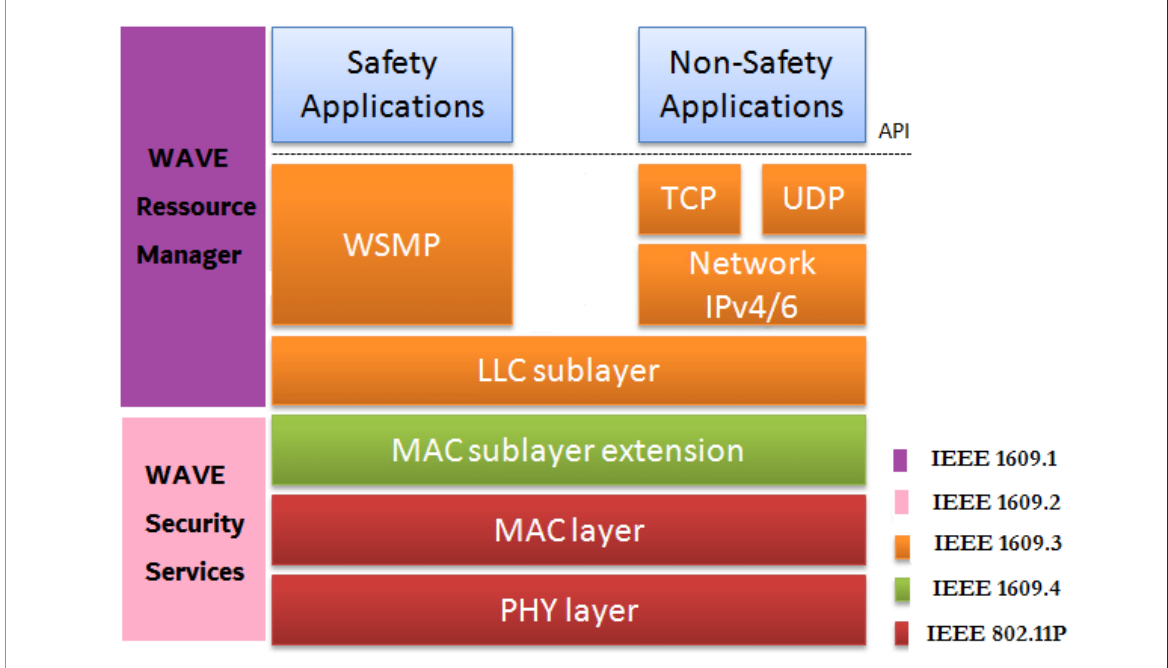 Safety
Applications
Non-Safety
Applications
API
WAVE
Ressource
Manager
WSMP
TCP
UDP
Network
IPv4/6
LLC sublayer
MAC sublayer extension
WAVE
Security
Services
MAC layer
PHY layer
IEEE 1609.1
IEEE 1609.2
IEEE 1609.3
IEEE 1609.4
IEEE 802.11P